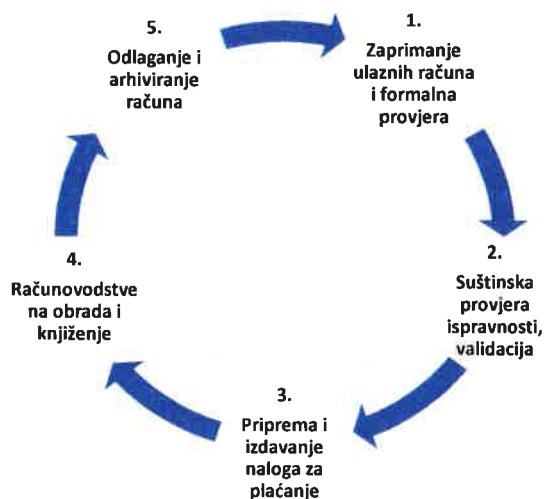 1.
Zaprimanje
ulaznih računa
i formalna
provjera
2.
Suštinska
provjera
ispravnosti,
validacija
3.
Priprema i
izdavanje
naloga za
plaćanje
4.
Računovodstve
na obrada i
knjiženje
5.
Odlaganje i
arhiviranje
računa